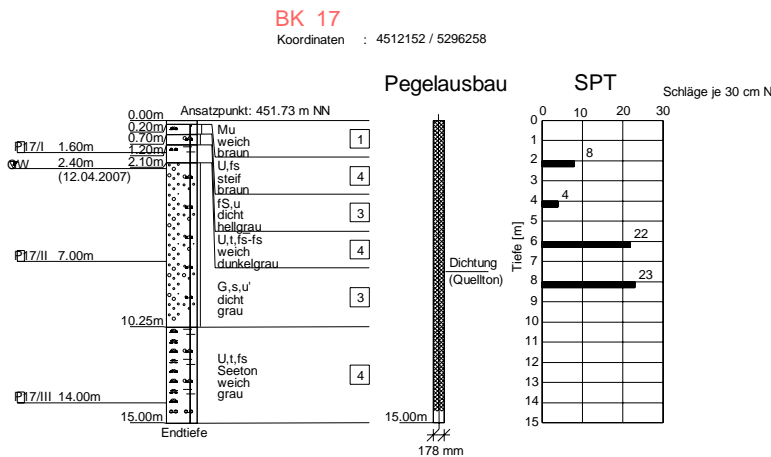 BK 17
Koordinaten : 4512152 / 5296258
Pegelausbau
SPT
Schläge je 30 cm N
Ansatzpunkt: 451.73 m NN
0.00m
0.20m
0.70m
1.20m
2.10m
P17/I 1.60m
GW 2.40m
(12.04.2007)
P17/II 7.00m
10.25m
P17/III 14.00m
15.00m
Endtiefe
Mu
weich
braun
1
U,fs
steif
braun
4
fS,u
dicht
hellgrau
3
U,t,fs-fs
weich
dunkelgrau
4
G,s,u'
dicht
grau
3
U,t,fs
Seeton
weich
grau
4
Dichtung
(Quellton)
15.00m
178 mm
0 10 20 30
Tiefe [m]
0
1
2
3
4
5
6
7
8
9
10
11
12
13
14
15
8
4
22
23